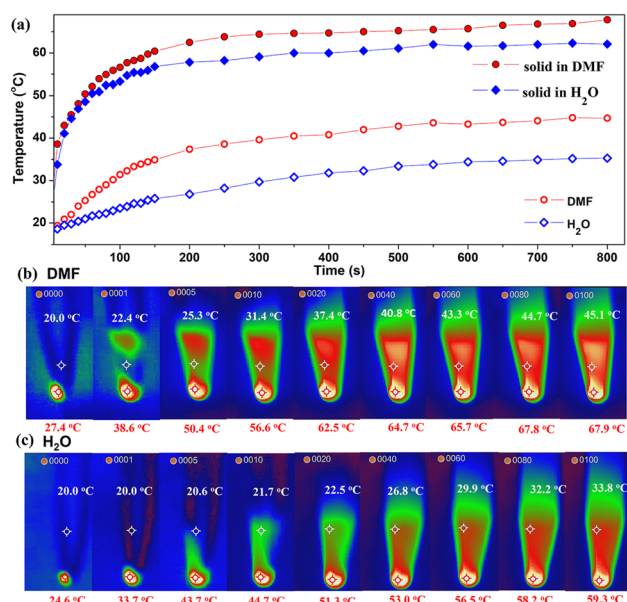 (a)
60
50
40
30
20
Temperature (°C)
solid in DMF
solid in H2O
DMF
H2O
0 100 200 300 400 500 600 700 800
Time (s)
(b) DMF
0000 0001 0005 0010 0020 0040 0060 0080 0100
20.0 °C 22.4 °C 25.3 °C 31.4 °C 37.4 °C 40.8 °C 43.3 °C 44.7 °C 45.1 °C
27.4 °C 38.6 °C 50.4 °C 56.6 °C 62.5 °C 64.7 °C 65.7 °C 67.8 °C 67.9 °C
(c) H2O
0000 0001 0005 0010 0020 0040 0060 0080 0100
20.0 °C 20.0 °C 20.6 °C 21.7 °C 22.5 °C 26.8 °C 29.9 °C 32.2 °C 33.8 °C
24.6 °C 33.7 °C 43.7 °C 44.7 °C 51.3 °C 53.0 °C 56.5 °C 58.2 °C 59.3 °C